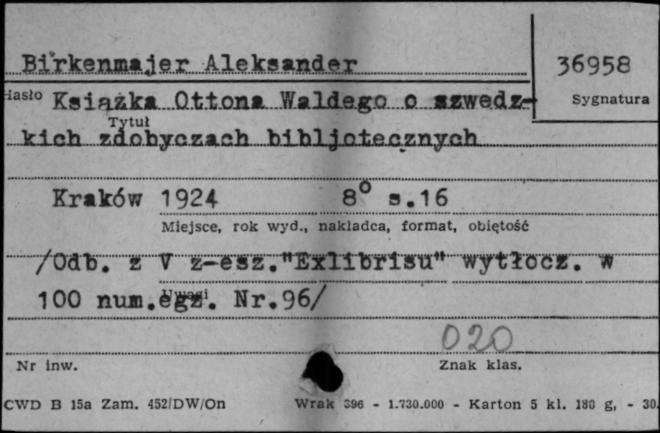 Birkenmajer Aleksander
36958
Hasło Książka Ottona Waldego o szwedz-
Sygnatura
Tytuł
kich zdobyczach bibljotecznych
Kraków 1924 8° s.16
Miejsce, rok wyd., nakładca, format, obiętość
/Odb. z V z-esz."Exlibrisu" wytłocz. w
Uwagi
100 num.egz. Nr.96/
020
Nr inw.
Znak klas.
CWD B 15a Zam. 452/DW/On Wrak 396 - 1.730.000 - Karton 5 kl. 180 g, - 30.